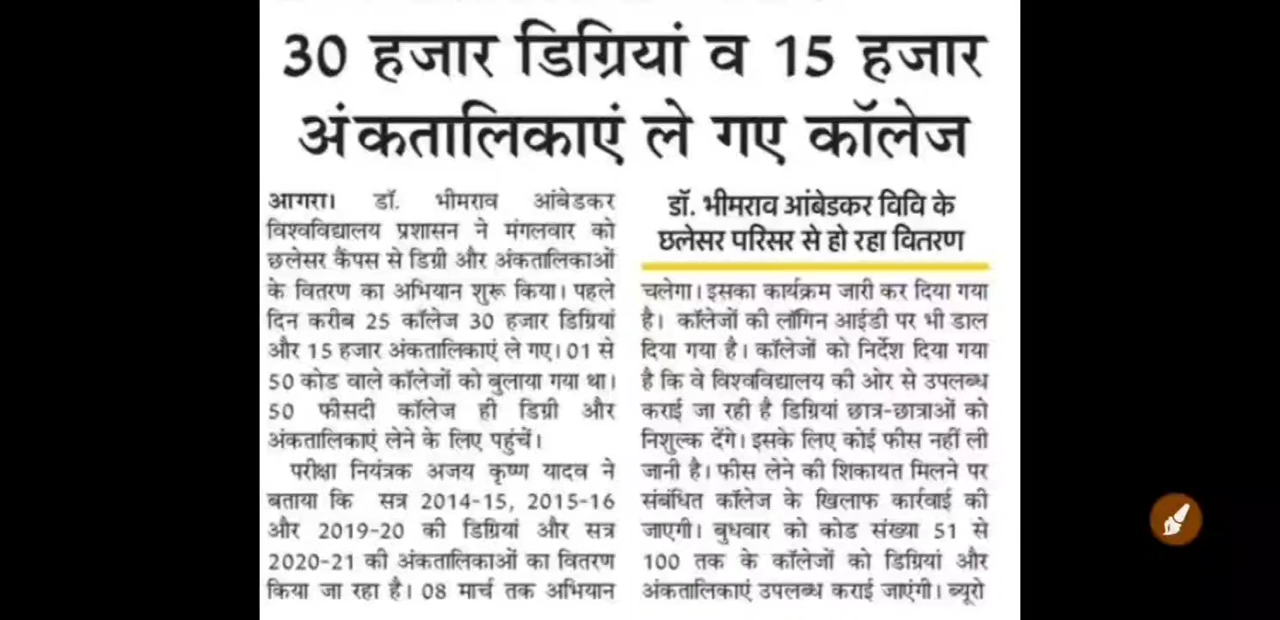 30 हजार डिग्रियां व 15 हजार
अंकतालिकाएं ले गए कॉलेज
आगरा। डॉ. भीमराव आंबेडकर
विश्वविद्यालय प्रशासन ने मंगलवार को
छलेसर कैंपस से डिग्री और अंकतालिकाओं
के वितरण का अभियान शुरू किया। पहले
दिन करीब 25 कॉलेज 30 हजार डिग्रियां
और 15 हजार अंकतालिकाएं ले गए। 01 से
50 कोड वाले कॉलेजों को बुलाया गया था।
50 फीसदी कॉलेज ही डिग्री और
अंकतालिकाएं लेने के लिए पहुंचें।
परीक्षा नियंत्रक अजय कृष्ण यादव ने
बताया कि सत्र 2014-15, 2015-16
और 2019-20 की डिग्रियां और सत्र
2020-21 की अंकतालिकाओं का वितरण
किया जा रहा है। 08 मार्च तक अभियान
डॉ. भीमराव आंबेडकर विवि के
छलेसर परिसर से हो रहा वितरण
चलेगा। इसका कार्यक्रम जारी कर दिया गया
है। कॉलेजों की लॉगिन आईडी पर भी डाल
दिया गया है। कॉलेजों को निर्देश दिया गया
है कि वे विश्वविद्यालय की ओर से उपलब्ध
कराई जा रही है डिग्रियां छात्र-छात्राओं को
निशुल्क देंगे। इसके लिए कोई फीस नहीं ली
जानी है। फीस लेने की शिकायत मिलने पर
संबंधित कॉलेज के खिलाफ कार्रवाई की
जाएगी। बुधवार को कोड संख्या 51 से
100 तक के कॉलेजों को डिग्रियां और
अंकतालिकाएं उपलब्ध कराई जाएंगी। ब्यूरो